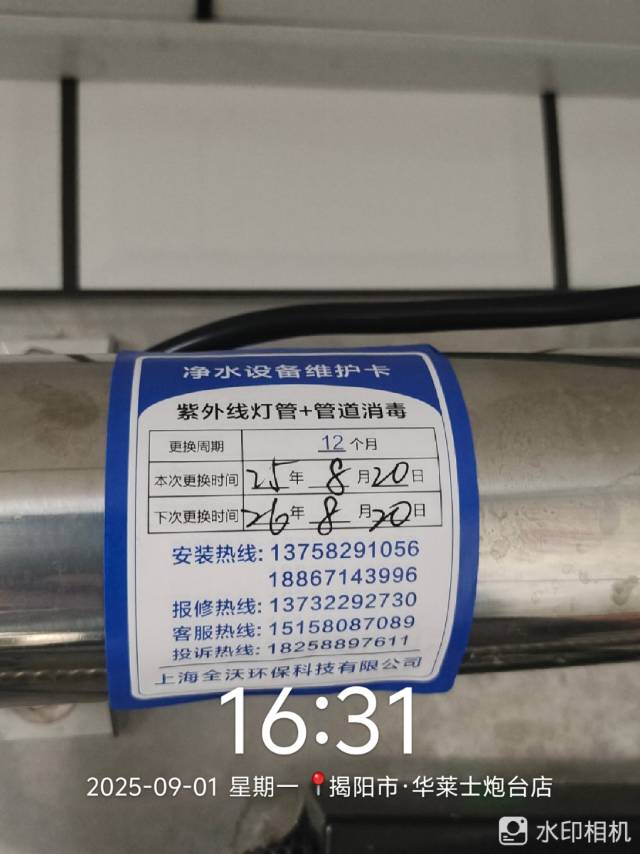 净水设备维护卡
紫外线灯管+管道消毒
更换周期 12 个月
本次更换时间 25年 8月20日
下次更换时间 26年 8月20日
安装热线: 13758291056
18867143996
报修热线: 13732292730
客服热线: 15158087089
投诉热线: 18258897611
上海全沃环保科技有限公司
16:31
2025-09-01 星期一 揭阳市·华莱士炮台店
水印相机